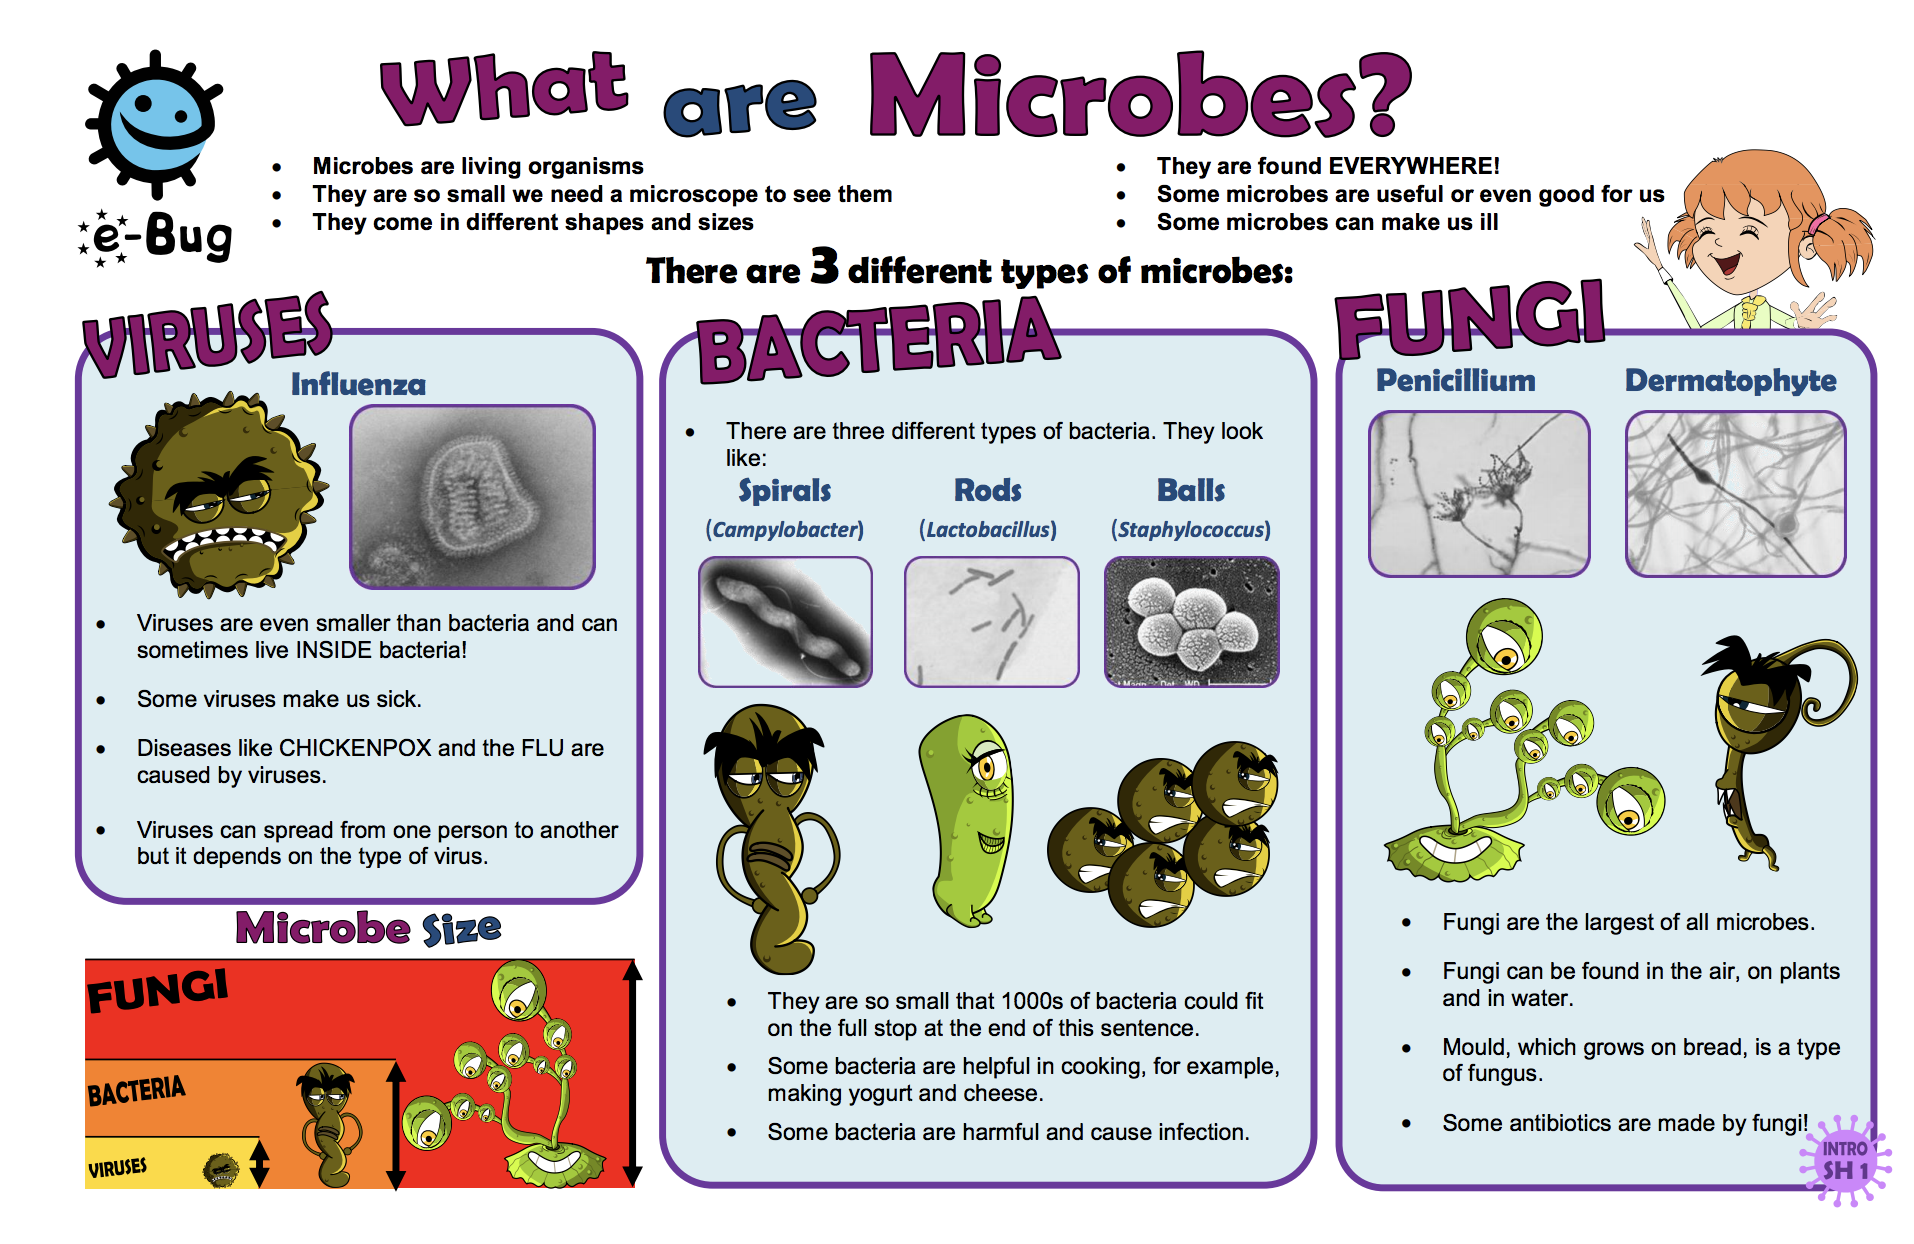 What are Microbes?
e-Bug
• Microbes are living organisms
• They are so small we need a microscope to see them
• They come in different shapes and sizes
• They are found EVERYWHERE!
• Some microbes are useful or even good for us
• Some microbes can make us ill
There are 3 different types of microbes:
VIRUSES
Influenza
• Viruses are even smaller than bacteria and can
sometimes live INSIDE bacteria!
• Some viruses make us sick.
• Diseases like CHICKENPOX and the FLU are
caused by viruses.
• Viruses can spread from one person to another
but it depends on the type of virus.
Microbe Size
FUNGI
BACTERIA
VIRUSES
BACTERIA
• There are three different types of bacteria. They look
like:
Spirals
(Campylobacter)
Rods
(Lactobacillus)
Balls
(Staphylococcus)
• They are so small that 1000s of bacteria could fit
on the full stop at the end of this sentence.
• Some bacteria are helpful in cooking, for example,
making yogurt and cheese.
• Some bacteria are harmful and cause infection.
FUNGI
Penicillium
Dermatophyte
• Fungi are the largest of all microbes.
• Fungi can be found in the air, on plants
and in water.
• Mould, which grows on bread, is a type
of fungus.
• Some antibiotics are made by fungi!
INTRO
SH 1